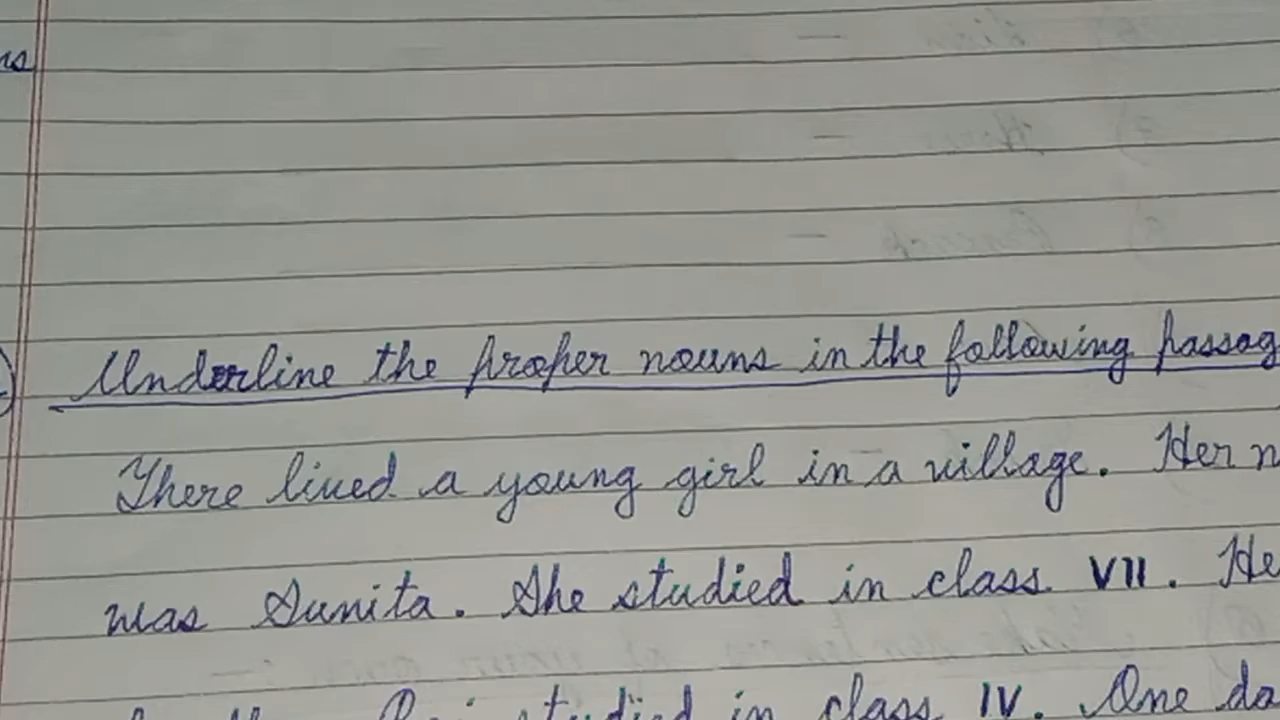 Underline the proper nouns in the following passag
There lived a young girl in a village. Her n
was Sunita. She studied in class VII. He
studied in class IV. One da